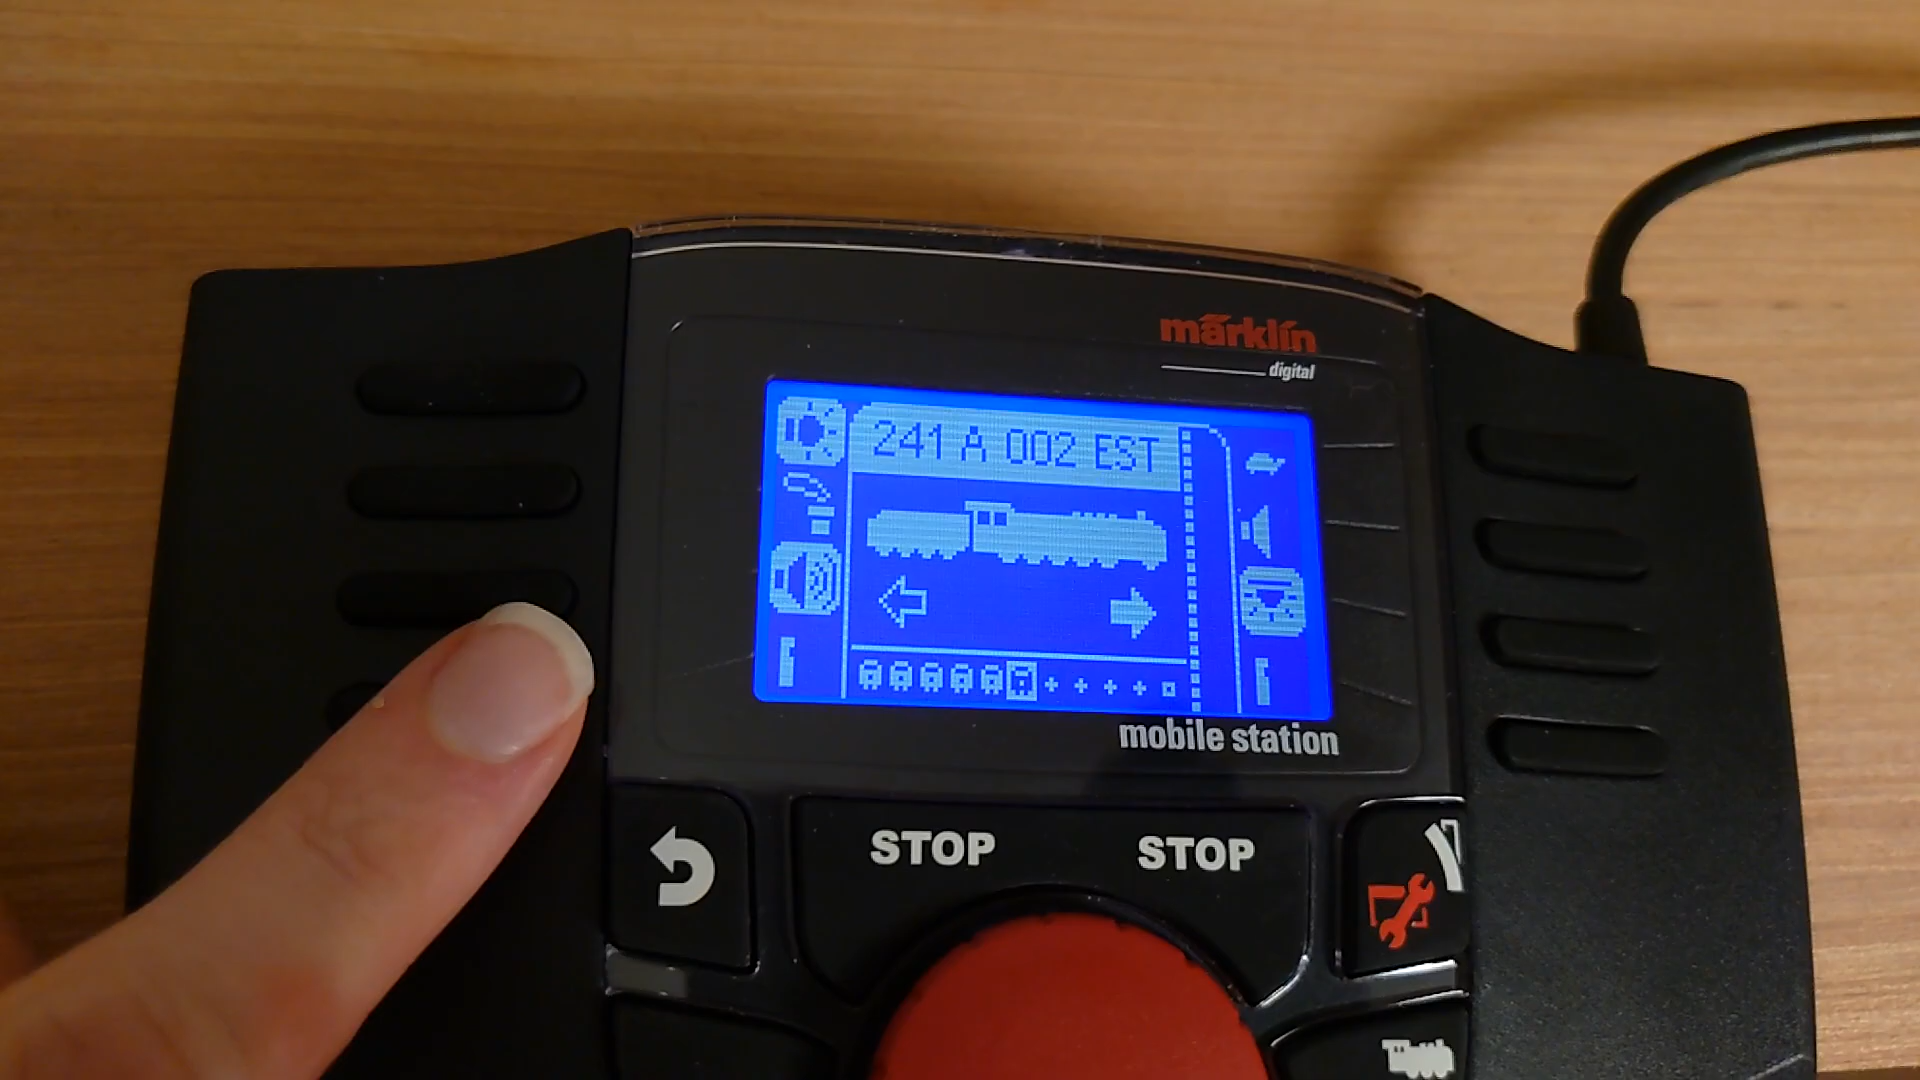 märklin
digital
241 A 002 EST
mobile station
STOP STOP